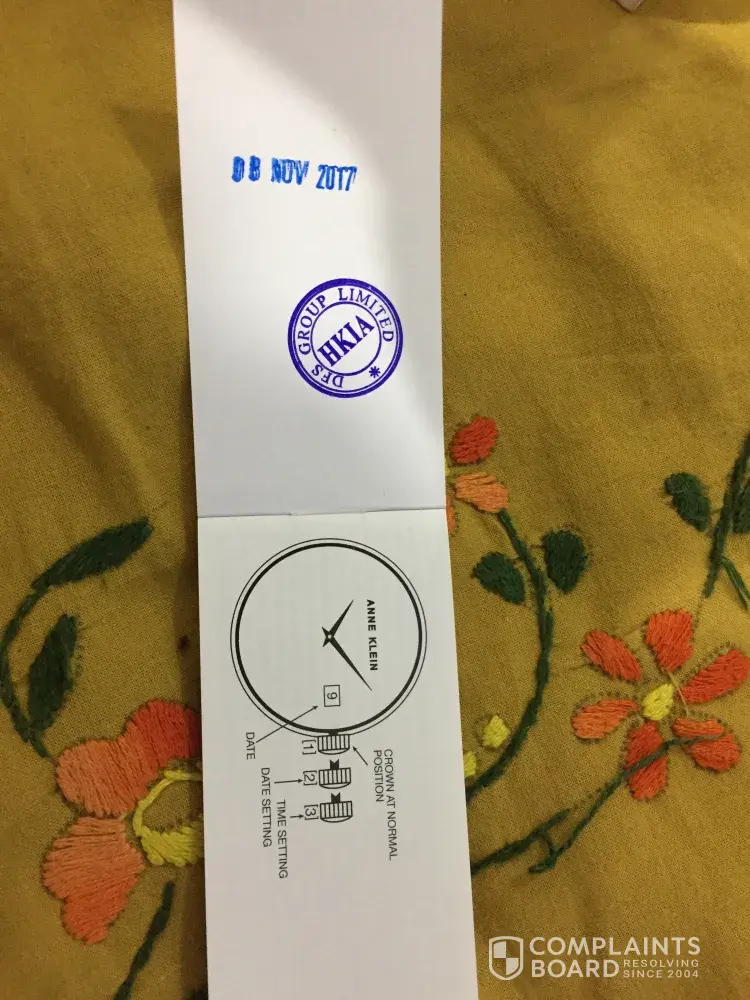 08 NOV 2017
DFS GROUP LIMITED
HKIA
*
ANNE KLEIN
CROWN AT NORMAL
POSITION
1
2
3
DATE
DATE SETTING
TIME SETTING
COMPLAINTS
BOARD
RESOLVING
SINCE 2004